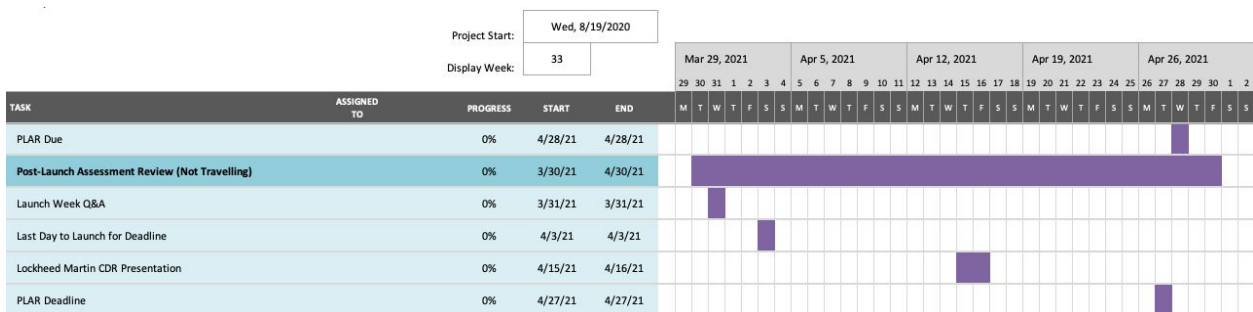 Project Start: Wed, 8/19/2020
Display Week: 33
Mar 29, 2021 Apr 5, 2021 Apr 12, 2021 Apr 19, 2021 Apr 26, 2021
29 30 31 1 2 3 4 5 6 7 8 9 10 11 12 13 14 15 16 17 18 19 20 21 22 23 24 25 26 27 28 29 30 1 2
TASK ASSIGNED TO PROGRESS START END M T W T F S S M T W T F S S M T W T F S S M T W T F S S M T W T F S S
PLAR Due 0% 4/28/21 4/28/21
Post-Launch Assessment Review (Not Travelling) 0% 3/30/21 4/30/21
Launch Week Q&A 0% 3/31/21 3/31/21
Last Day to Launch for Deadline 0% 4/3/21 4/3/21
Lockheed Martin CDR Presentation 0% 4/15/21 4/16/21
PLAR Deadline 0% 4/27/21 4/27/21